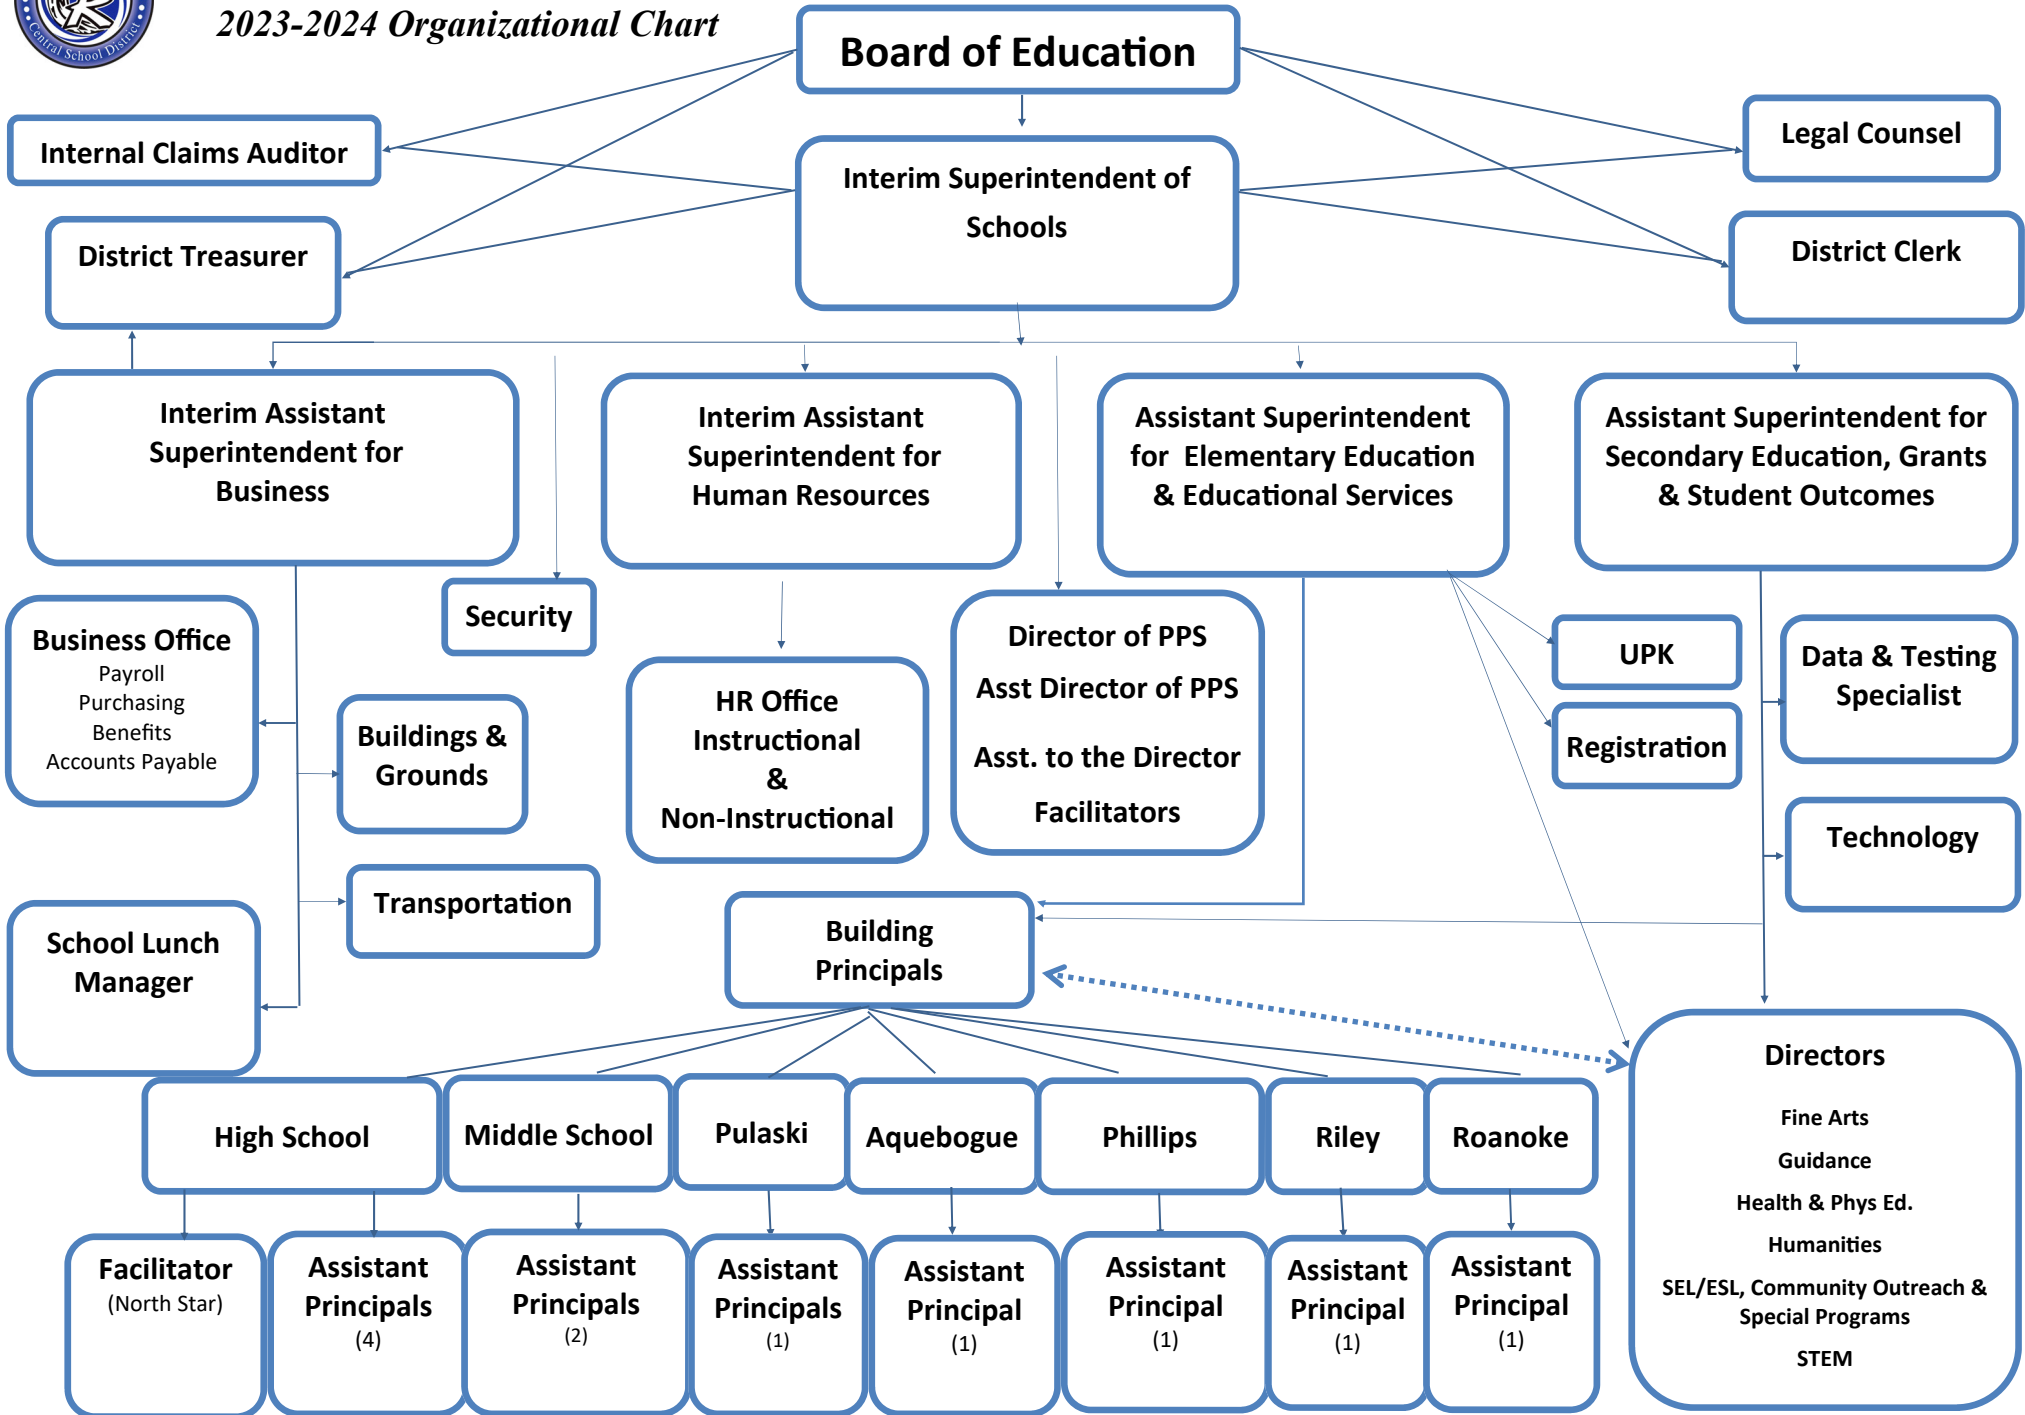 Central School District
2023-2024 Organizational Chart
Board of Education
Internal Claims Auditor
Legal Counsel
Interim Superintendent of
Schools
District Treasurer
District Clerk
Interim Assistant
Superintendent for
Business
Interim Assistant
Superintendent for
Human Resources
Assistant Superintendent
for Elementary Education
& Educational Services
Assistant Superintendent for
Secondary Education, Grants
& Student Outcomes
Security
Business Office
Payroll
Purchasing
Benefits
Accounts Payable
Buildings &
Grounds
HR Office
Instructional
&
Non-Instructional
Director of PPS
Asst Director of PPS
Asst. to the Director
Facilitators
UPK
Registration
Data & Testing
Specialist
Technology
Transportation
School Lunch
Manager
Building
Principals
High School
Middle School
Pulaski
Aquebogue
Phillips
Riley
Roanoke
Facilitator
(North Star)
Assistant
Principals
(4)
Assistant
Principals
(2)
Assistant
Principals
(1)
Assistant
Principal
(1)
Assistant
Principal
(1)
Assistant
Principal
(1)
Assistant
Principal
(1)
Directors
Fine Arts
Guidance
Health & Phys Ed.
Humanities
SEL/ESL, Community Outreach &
Special Programs
STEM